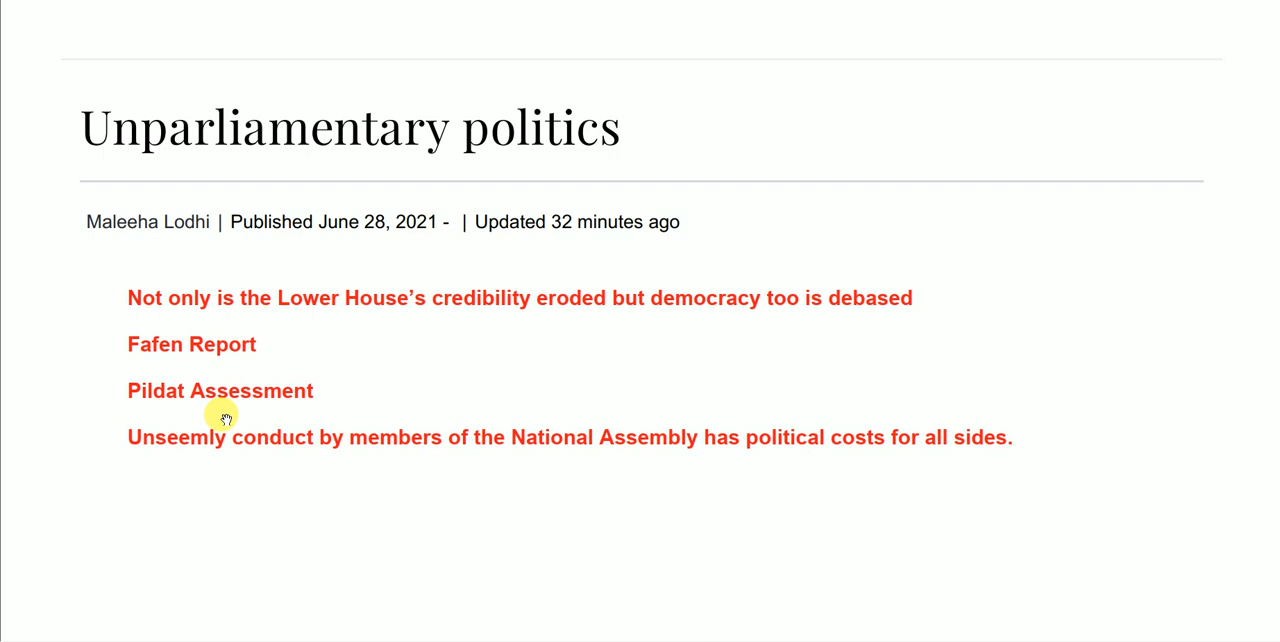 Unparliamentary politics
Maleeha Lodhi | Published June 28, 2021 - | Updated 32 minutes ago
Not only is the Lower House’s credibility eroded but democracy too is debased
Fafen Report
Pildat Assessment
Unseemly conduct by members of the National Assembly has political costs for all sides.